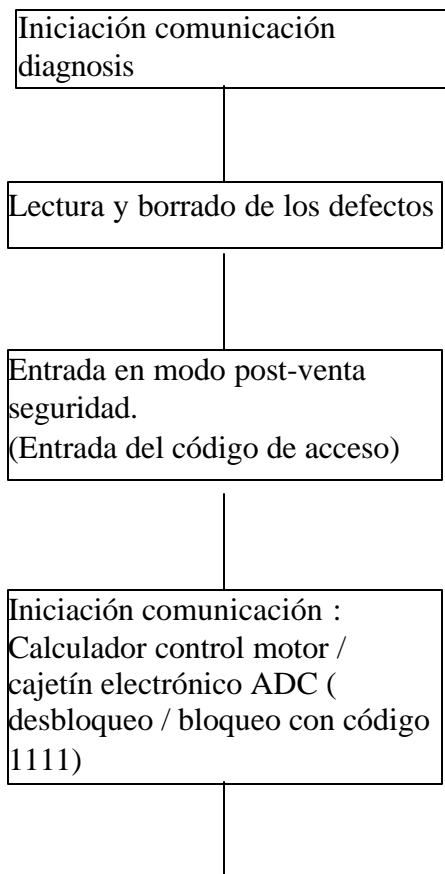 Iniciación comunicación
diagnosis
Lectura y borrado de los defectos
Entrada en modo post-venta
seguridad.
(Entrada del código de acceso)
Iniciación comunicación :
Calculador control motor /
cajetín electrónico ADC (
desbloqueo / bloqueo con código
1111)